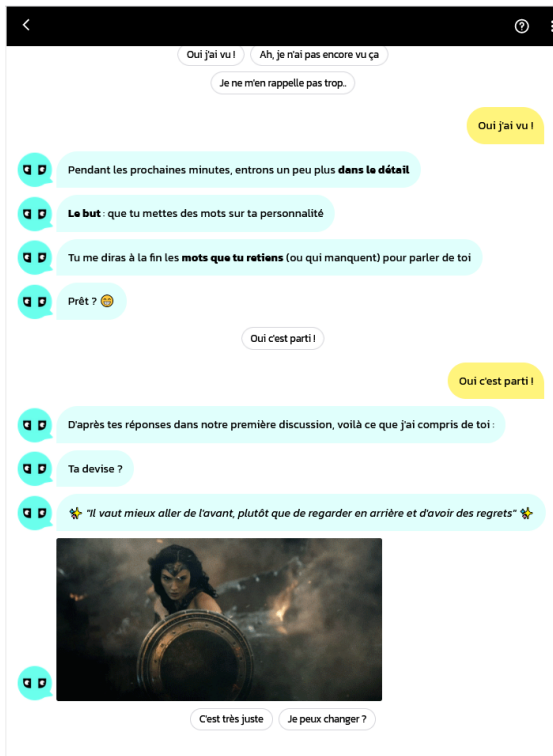 Oui j'ai vu !
Ah, je n'ai pas encore vu ça
Je ne m'en rappelle pas trop..
Oui j'ai vu !
Pendant les prochaines minutes, entrons un peu plus dans le détail
Le but : que tu mettes des mots sur ta personnalité
Tu me diras à la fin les mots que tu retiens (ou qui manquent) pour parler de toi
Prêt ? 😁
Oui c'est parti !
Oui c'est parti !
D'après tes réponses dans notre première discussion, voilà ce que j'ai compris de toi :
Ta devise ?
✨ "Il vaut mieux aller de l'avant, plutôt que de regarder en arrière et d'avoir des regrets" ✨
C'est très juste
Je peux changer ?